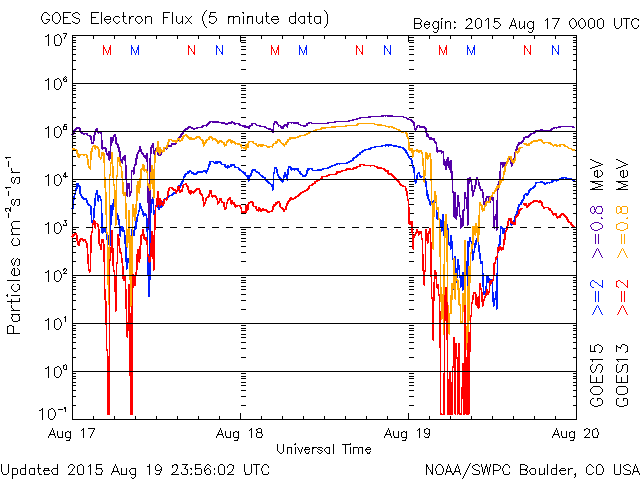 GOES Electron Flux (5 minute data)
Begin: 2015 Aug 17 0000 UTC
M M N N M M N N M M N N
10⁷
10⁶
10⁵
10⁴
10³
10²
10¹
10⁰
10⁻¹
Particles cm⁻²s⁻¹sr⁻¹
Aug 17 Aug 18 Aug 19 Aug 20
Universal Time
GOES15 >=2 >=0.8 MeV
GOES13 >=2 >=0.8 MeV
Updated 2015 Aug 19 23:56:02 UTC
NOAA/SWPC Boulder, CO USA